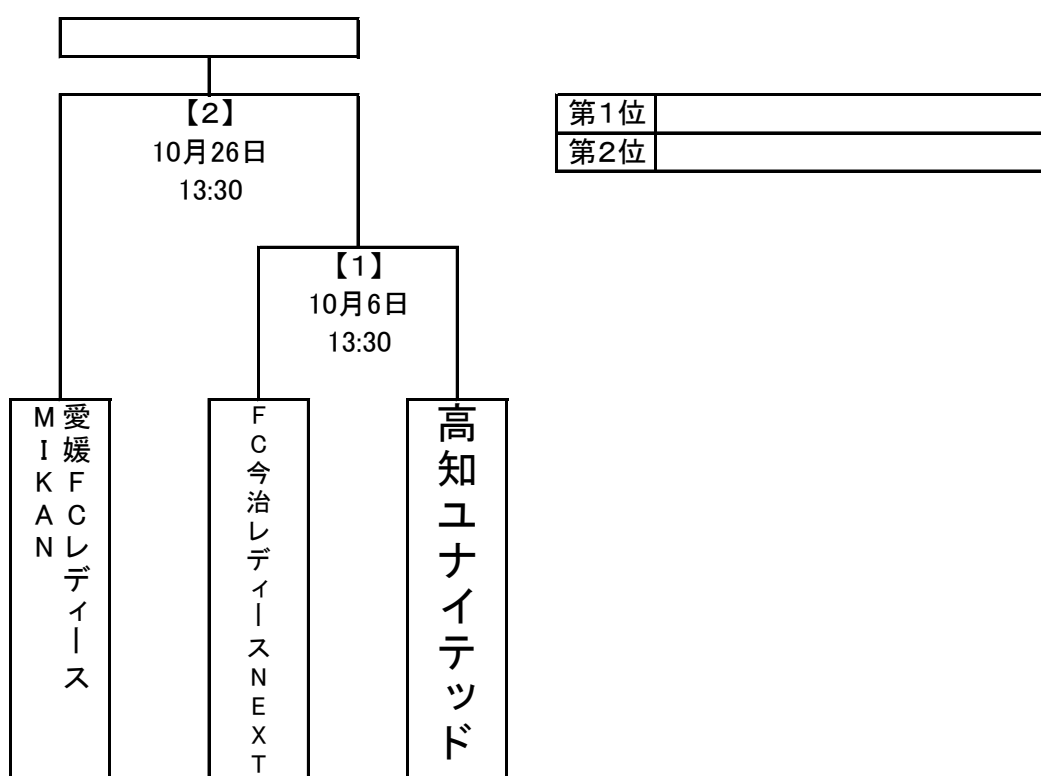 【2】
10月26日
13:30
第1位
第2位
【1】
10月6日
13:30
愛媛FCレディース
MIKAN
FC今治レディースNEXT
高知ユナイテッド